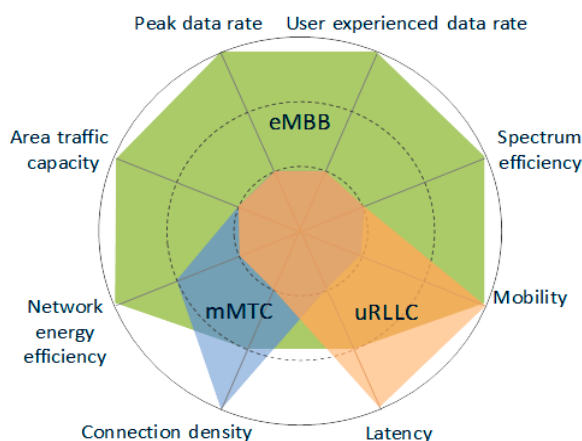 Peak data rate
User experienced data rate
eMBB
Area traffic
capacity
Spectrum
efficiency
Network
energy
efficiency
mMTC
uRLLC
Mobility
Connection density
Latency